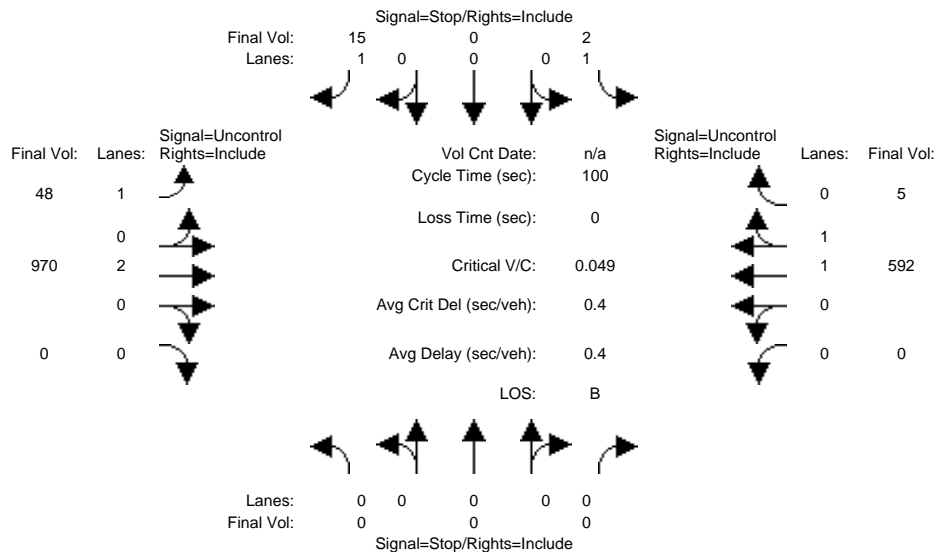 Signal=Stop/Rights=Include
Final Vol: 15 0 2
Lanes: 1 0 0 0 1
Signal=Uncontrol
Final Vol: Lanes: Rights=Include
Vol Cnt Date: n/a
Signal=Uncontrol
Rights=Include Lanes: Final Vol:
Cycle Time (sec): 100
48 1
0 5
Loss Time (sec): 0
0
1
970 2
Critical V/C: 0.049
1 592
0
Avg Crit Del (sec/veh): 0.4
0
0 0
Avg Delay (sec/veh): 0.4
0 0
LOS: B
Lanes: 0 0 0 0 0
Final Vol: 0 0 0
Signal=Stop/Rights=Include